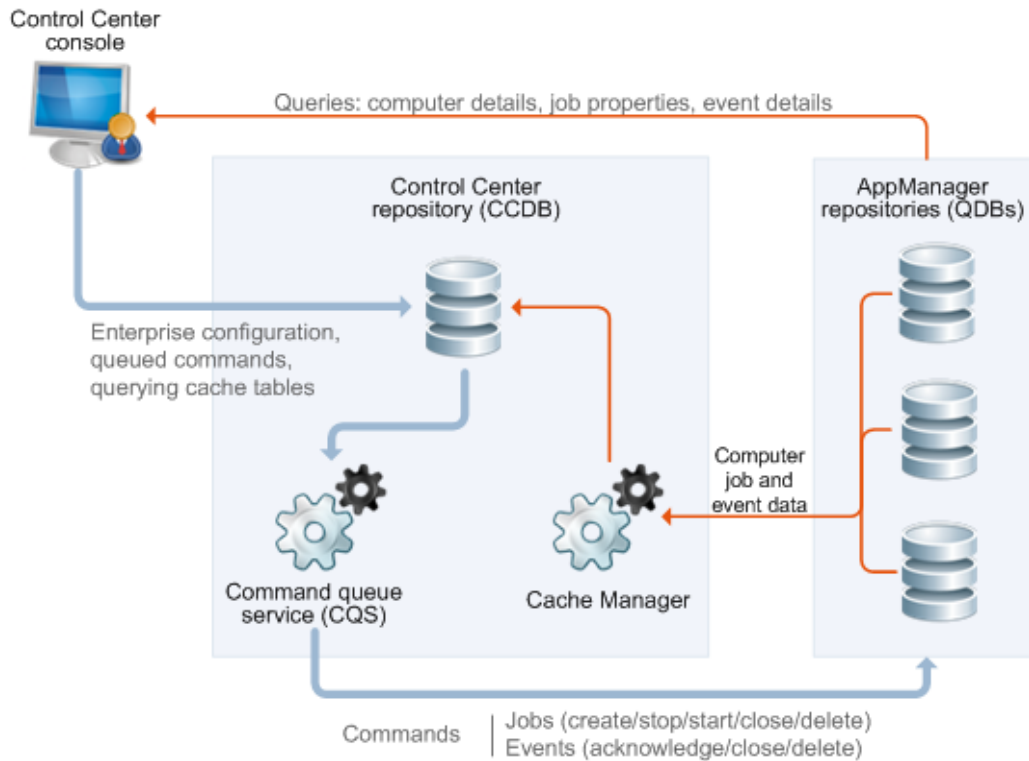 Control Center
console
Queries: computer details, job properties, event details
Control Center
repository (CCDB)
AppManager
repositories (QDBs)
Enterprise configuration,
queued commands,
querying cache tables
Computer
job and
event data
Command queue
service (CQS)
Cache Manager
Commands
Jobs (create/stop/start/close/delete)
Events (acknowledge/close/delete)